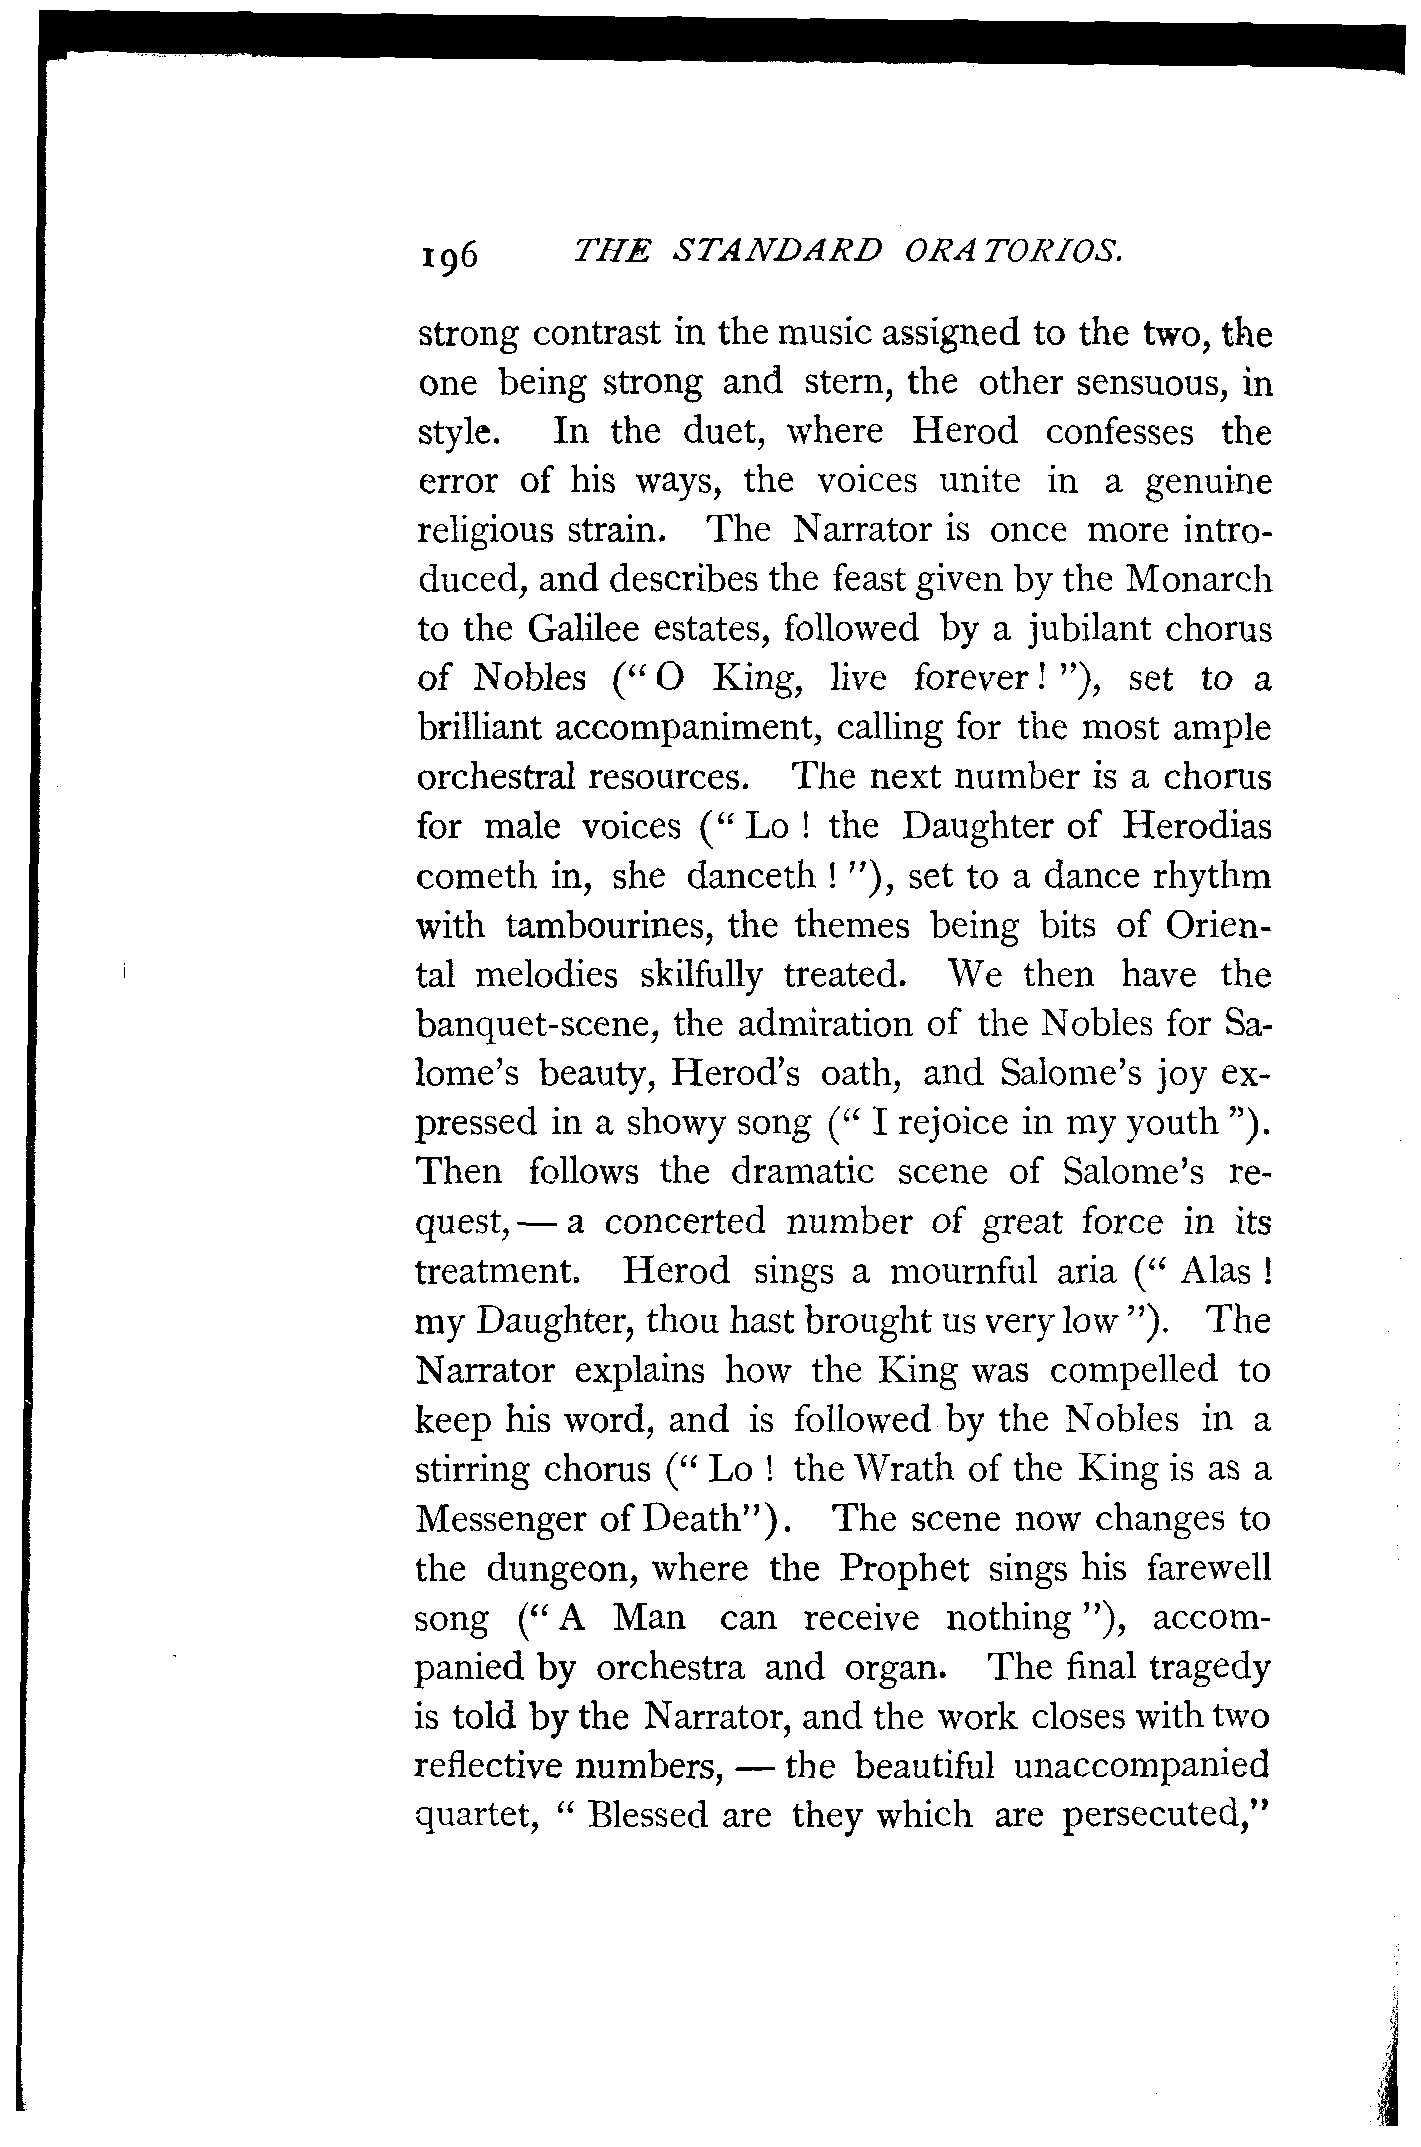 196 THE STANDARD ORATORIOS.
strong contrast in the music assigned to the two, the
one being strong and stern, the other sensuous, in
style. In the duet, where Herod confesses the
error of his ways, the voices unite in a genuine
religious strain. The Narrator is once more intro-
duced, and describes the feast given by the Monarch
to the Galilee estates, followed by a jubilant chorus
of Nobles (“ O King, live forever ! ”), set to a
brilliant accompaniment, calling for the most ample
orchestral resources. The next number is a chorus
for male voices (“ Lo ! the Daughter of Herodias
cometh in, she danceth ! ”), set to a dance rhythm
with tambourines, the themes being bits of Orien-
tal melodies skilfully treated. We then have the
banquet-scene, the admiration of the Nobles for Sa-
lome’s beauty, Herod’s oath, and Salome’s joy ex-
pressed in a showy song (“ I rejoice in my youth ”).
Then follows the dramatic scene of Salome’s re-
quest, — a concerted number of great force in its
treatment. Herod sings a mournful aria (“ Alas !
my Daughter, thou hast brought us very low ”). The
Narrator explains how the King was compelled to
keep his word, and is followed by the Nobles in a
stirring chorus (“ Lo ! the Wrath of the King is as a
Messenger of Death”). The scene now changes to
the dungeon, where the Prophet sings his farewell
song (“ A Man can receive nothing ”), accom-
panied by orchestra and organ. The final tragedy
is told by the Narrator, and the work closes with two
reflective numbers, — the beautiful unaccompanied
quartet, “ Blessed are they which are persecuted,”